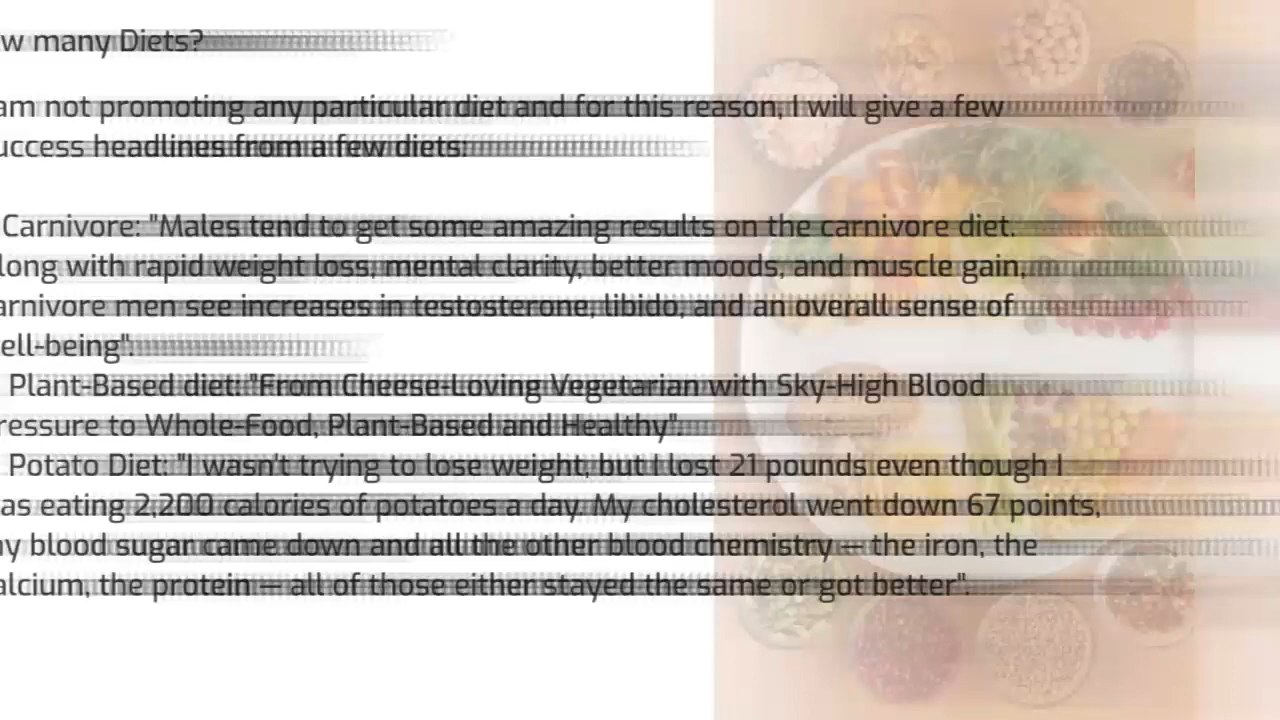 w many Diets?
am not promoting any particular diet and for this reason, I will give a few
uccess headlines from a few diets:
Carnivore: "Males tend to get some amazing results on the carnivore diet.
long with rapid weight loss, mental clarity, better moods, and muscle gain,
arnivore men see increases in testosterone, libido, and an overall sense of
ell-being".
Plant-Based diet: "From Cheese-Loving Vegetarian with Sky-High Blood
ressure to Whole-Food, Plant-Based and Healthy".
Potato Diet: "I wasn't trying to lose weight, but I lost 21 pounds even though I
as eating 2,200 calories of potatoes a day. My cholesterol went down 67 points,
y blood sugar came down and all the other blood chemistry — the iron, the
alcium, the protein — all of those either stayed the same or got better".